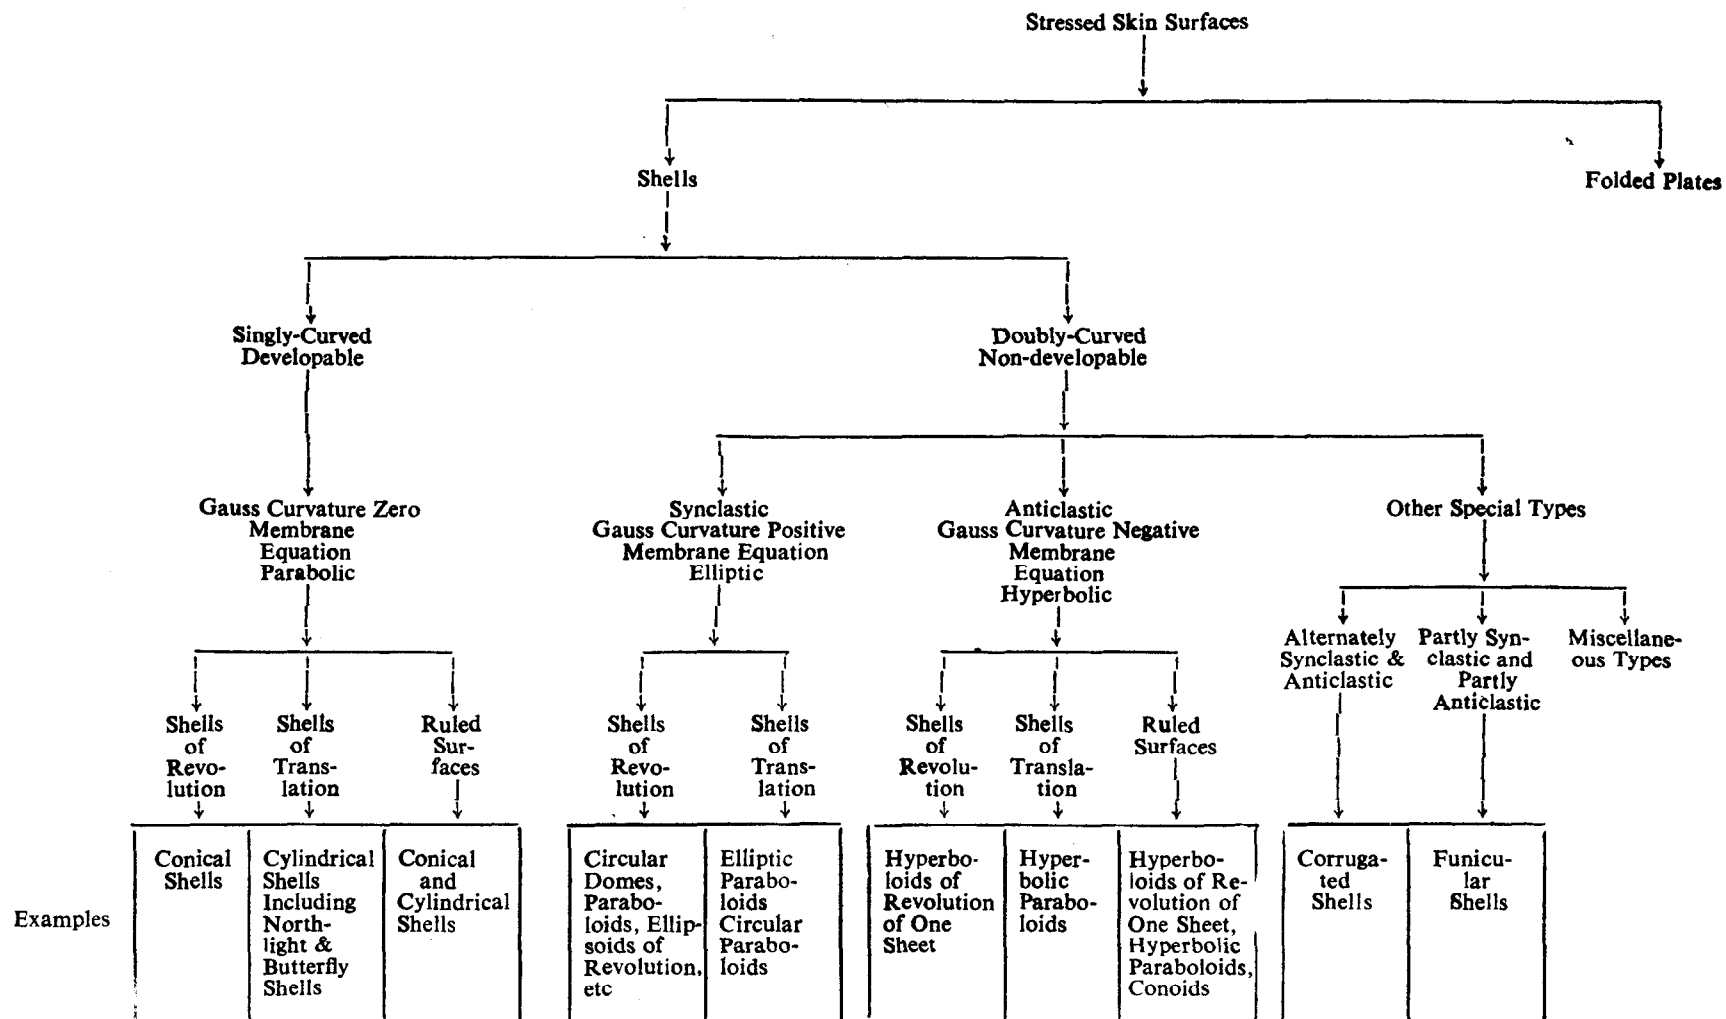 Stressed Skin Surfaces
Shells
Folded Plates
Singly-Curved
Developable
Doubly-Curved
Non-developable
Gauss Curvature Zero
Membrane
Equation
Parabolic
Synclastic
Gauss Curvature Positive
Membrane Equation
Elliptic
Anticlastic
Gauss Curvature Negative
Membrane
Equation
Hyperbolic
Other Special Types
Alternately
Synclastic &
Anticlastic
Partly Syn-
clastic and
Partly
Anticlastic
Miscellane-
ous Types
Shells
of
Revo-
lution
Shells
of
Trans-
lation
Ruled
Sur-
faces
Shells
of
Revo-
lution
Shells
of
Trans-
lation
Shells
of
Revolu-
tion
Shells
of
Transla-
tion
Ruled
Surfaces
Examples
Conical
Shells
Cylindrical
Shells
Including
North-
light &
Butterfly
Shells
Conical
and
Cylindrical
Shells
Circular
Domes,
Parabo-
loids, Ellip-
soids of
Revolution,
etc
Elliptic
Parabo-
loids
Circular
Parabo-
loids
Hyperbo-
loids of
Revolution
of One
Sheet
Hyper-
bolic
Parabo-
loids
Hyperbo-
loids of Re-
volution of
One Sheet,
Hyperbolic
Paraboloids,
Conoids
Corruga-
ted
Shells
Funicu-
lar
Shells